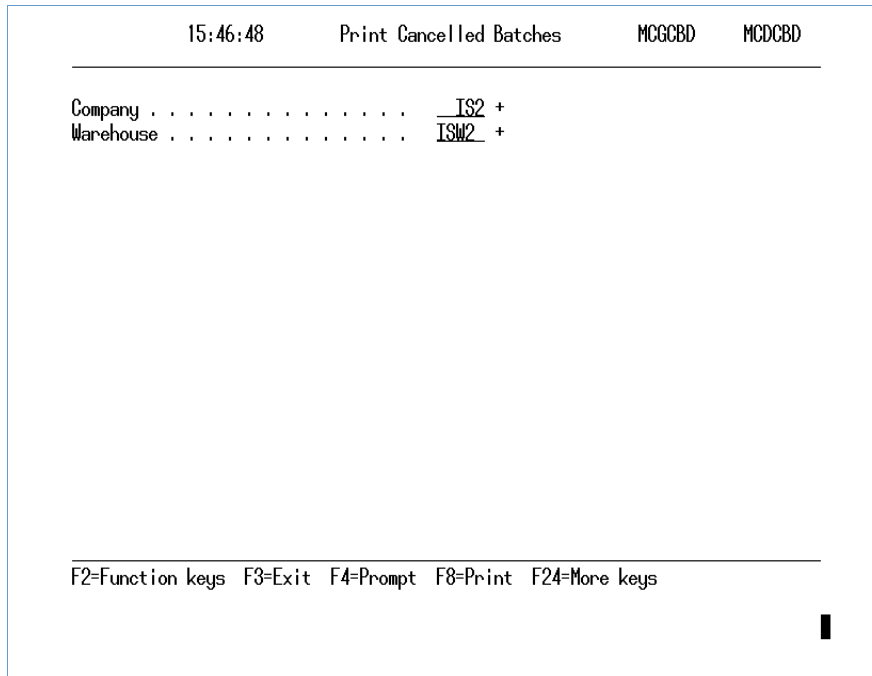 15:46:48 Print Cancelled Batches MCGCBD MCDCBD
Company . . . . . . . . . . . . . . IS2 +
Warehouse . . . . . . . . . . . . . ISW2 +
F2=Function keys F3=Exit F4=Prompt F8=Print F24=More keys